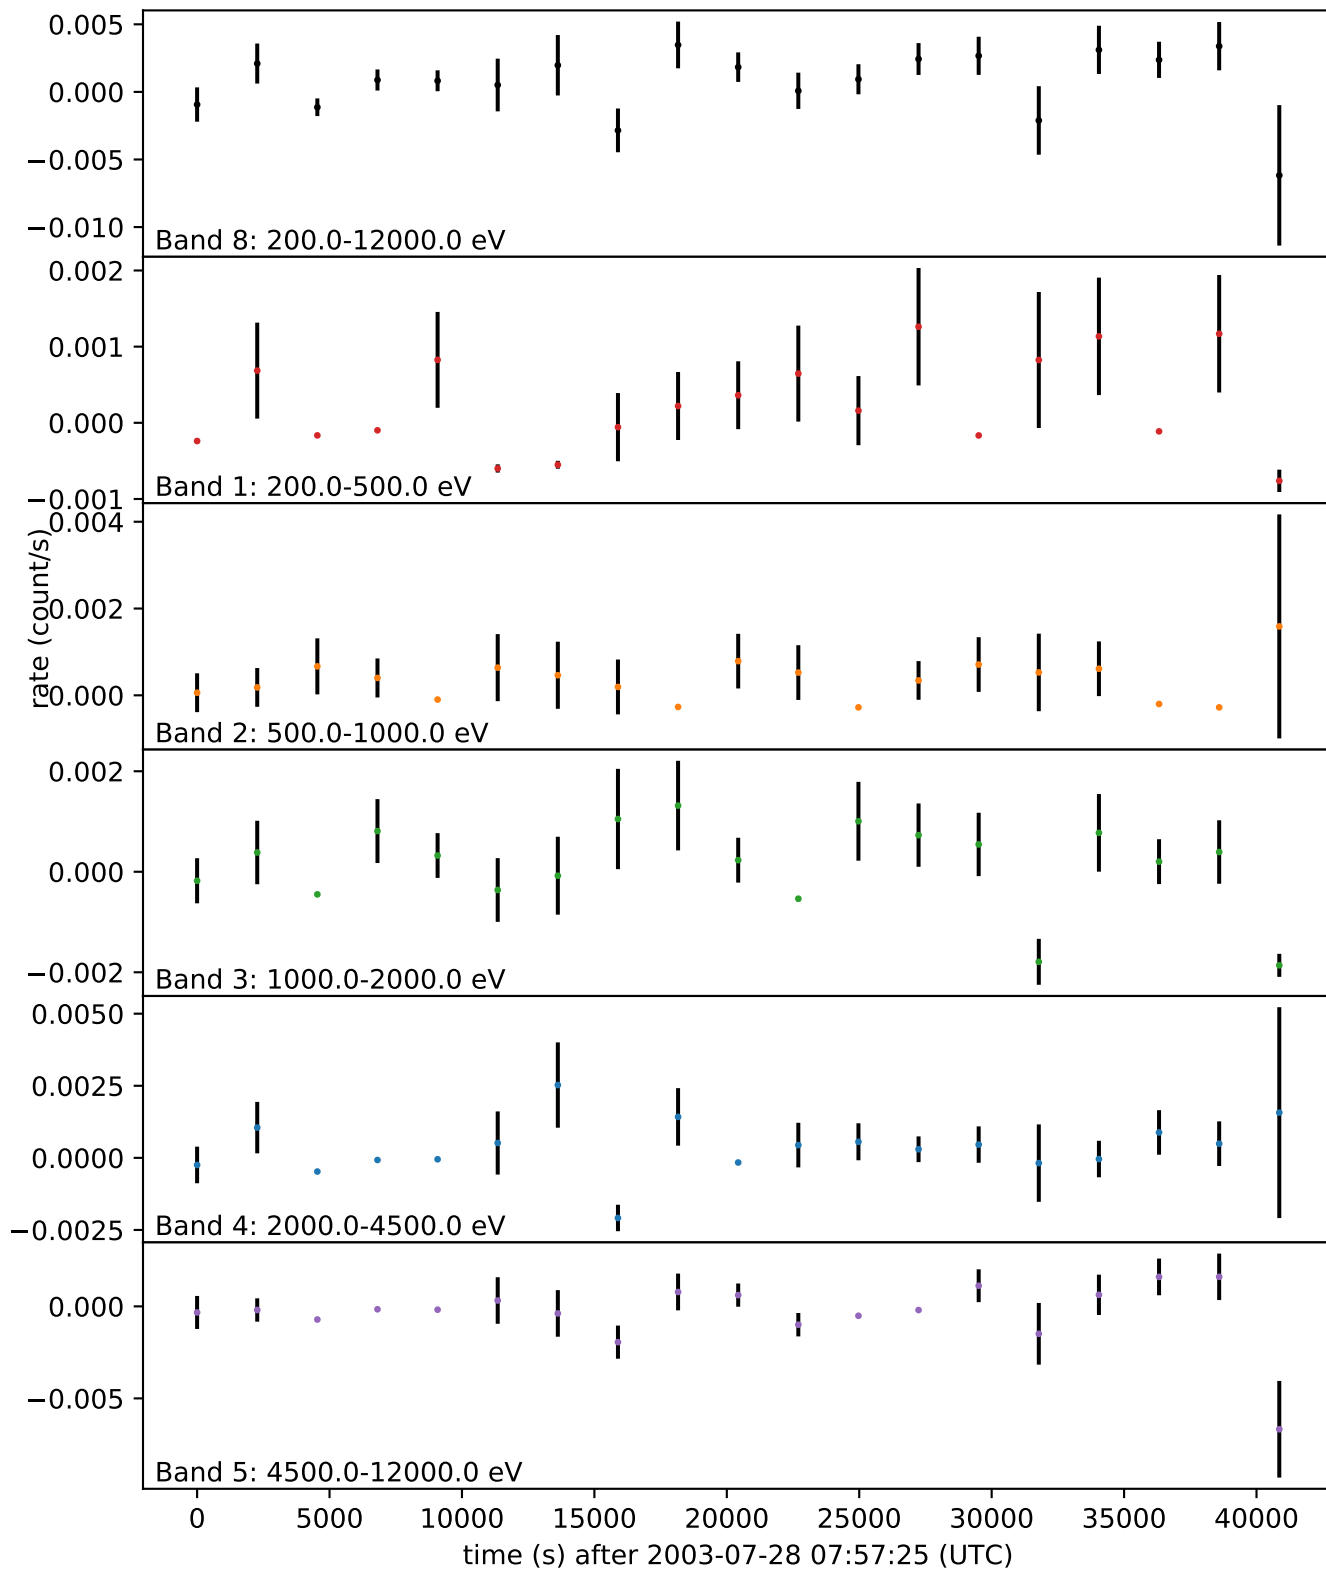 0.005
0.000
−0.005
−0.010
Band 8: 200.0-12000.0 eV
0.002
0.001
0.000
−0.001
Band 1: 200.0-500.0 eV
rate (count/s)
0.004
0.002
0.000
Band 2: 500.0-1000.0 eV
0.002
0.000
−0.002
Band 3: 1000.0-2000.0 eV
0.0050
0.0025
0.0000
−0.0025
Band 4: 2000.0-4500.0 eV
0.000
−0.005
Band 5: 4500.0-12000.0 eV
0 5000 10000 15000 20000 25000 30000 35000 40000
time (s) after 2003-07-28 07:57:25 (UTC)